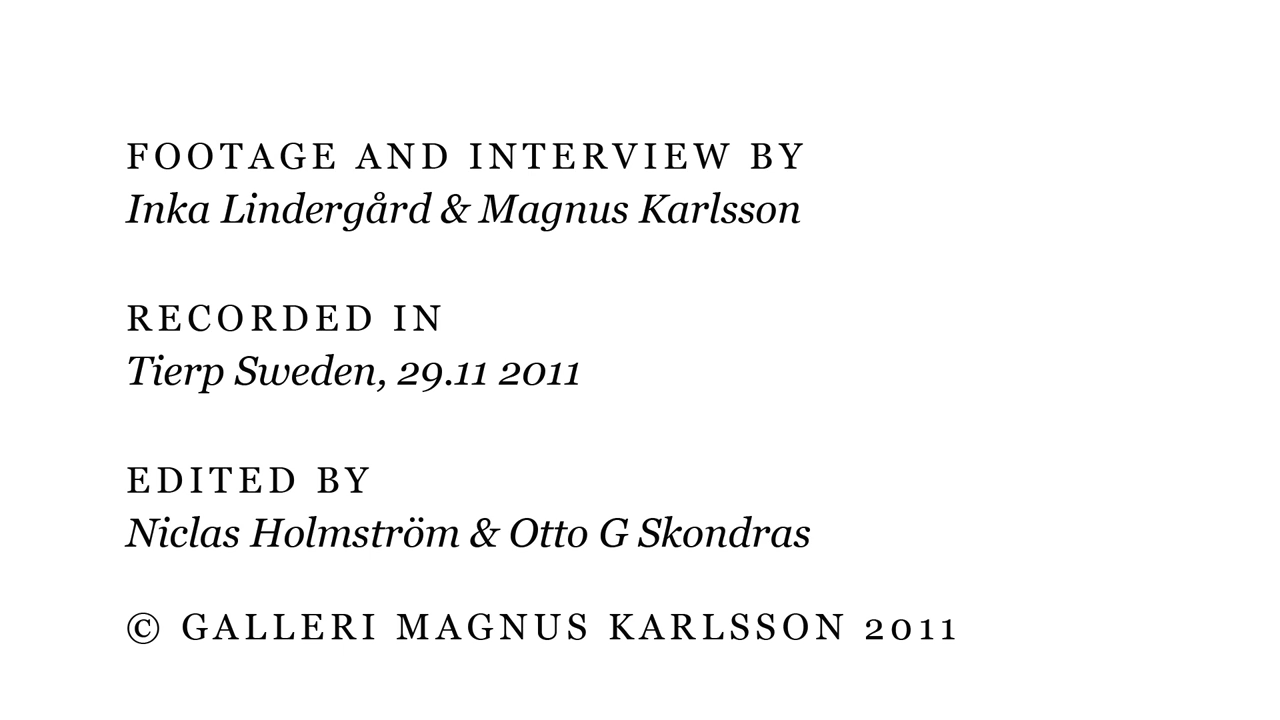 FOOTAGE AND INTERVIEW BY
Inka Lindergård & Magnus Karlsson
RECORDED IN
Tierp Sweden, 29.11 2011
EDITED BY
Niclas Holmström & Otto G Skondras
© GALLERI MAGNUS KARLSSON 2011